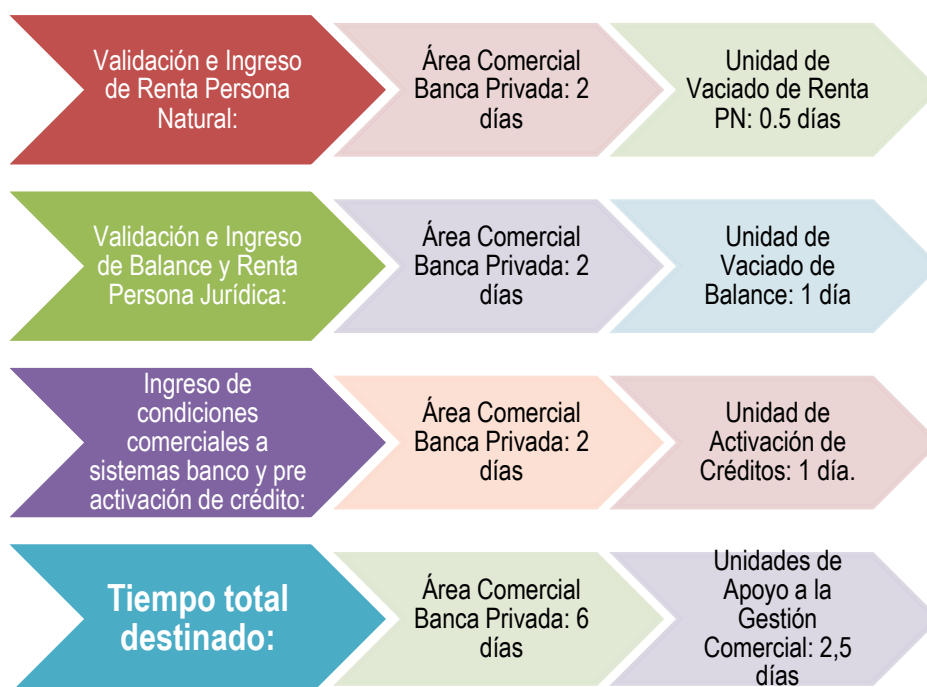 Validación e Ingreso
de Renta Persona
Natural:
Área Comercial
Banca Privada: 2
días
Unidad de
Vaciado de Renta
PN: 0.5 días
Validación e Ingreso
de Balance y Renta
Persona Jurídica:
Área Comercial
Banca Privada: 2
días
Unidad de
Vaciado de
Balance: 1 día
Ingreso de
condiciones
comerciales a
sistemas banco y pre
activación de crédito:
Área Comercial
Banca Privada: 2
días
Unidad de
Activación de
Créditos: 1 día.
Tiempo total
destinado:
Área Comercial
Banca Privada: 6
días
Unidades de
Apoyo a la
Gestión
Comercial: 2,5
días